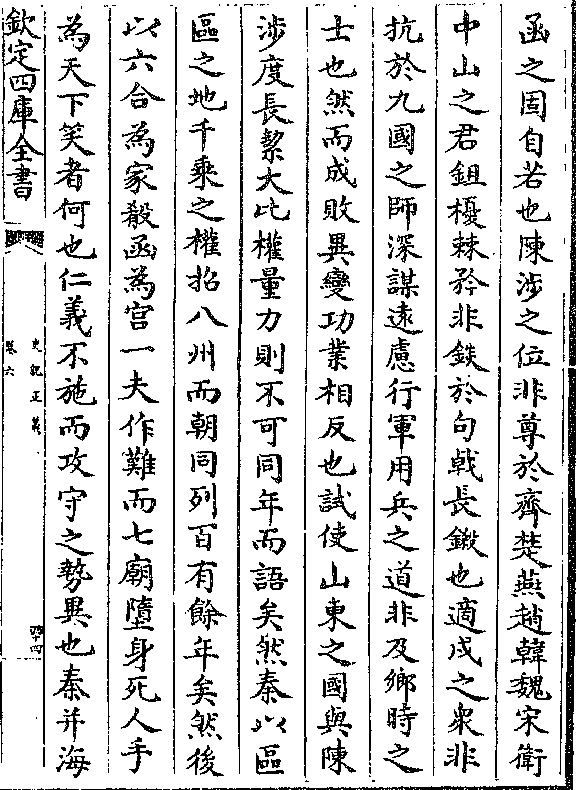 函之固自若也陳涉之位非尊於齊楚燕趙韓魏宋衛
中山之君鉏櫌棘矜非錟於句戟長鎩也適戍之衆非
抗於九國之師深謀遠慮行軍用兵之道非及鄉時之
士也然而成敗異變功業相反也試使山東之國與陳
涉度長絜大比權量力則不可同年而語矣然秦以區
區之地千乘之權招八州而朝同列百有餘年矣然後
以六合為家殽函為宫一夫作難而七廟墮身死人手
為天下笑者何也仁義不施而攻守之勢異也秦并海
欽定四庫全書
史記正義
卷六
四四